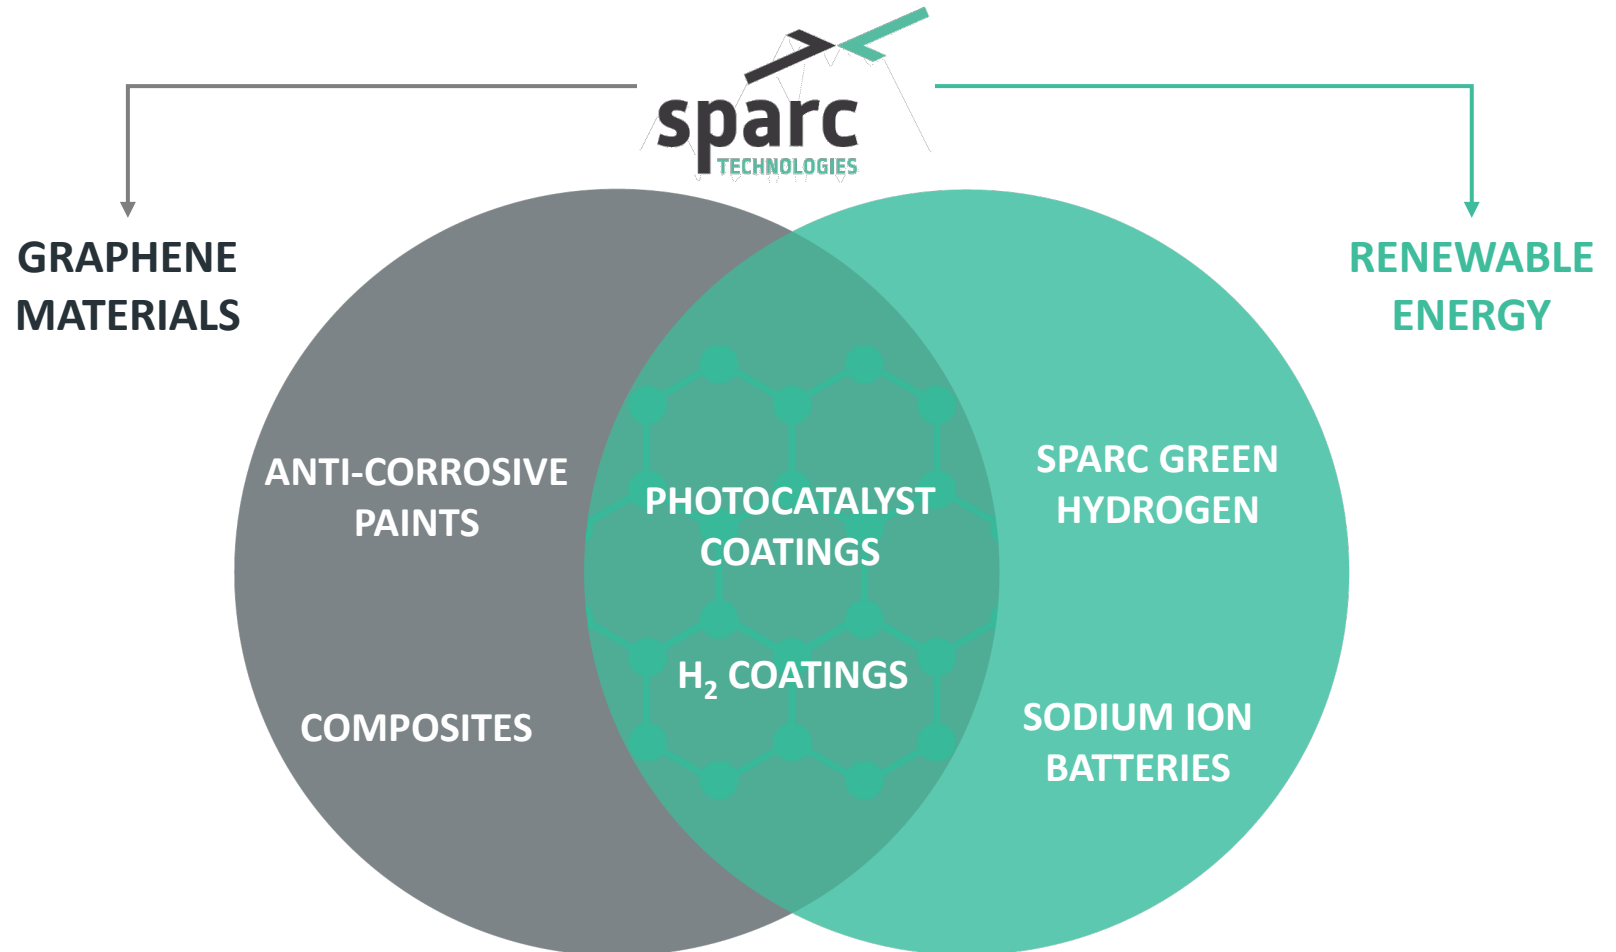 sparc
TECHNOLOGIES
GRAPHENE
MATERIALS
RENEWABLE
ENERGY
ANTI-CORROSIVE
PAINTS
COMPOSITES
PHOTOCATALYST
COATINGS
H₂ COATINGS
SPARC GREEN
HYDROGEN
SODIUM ION
BATTERIES